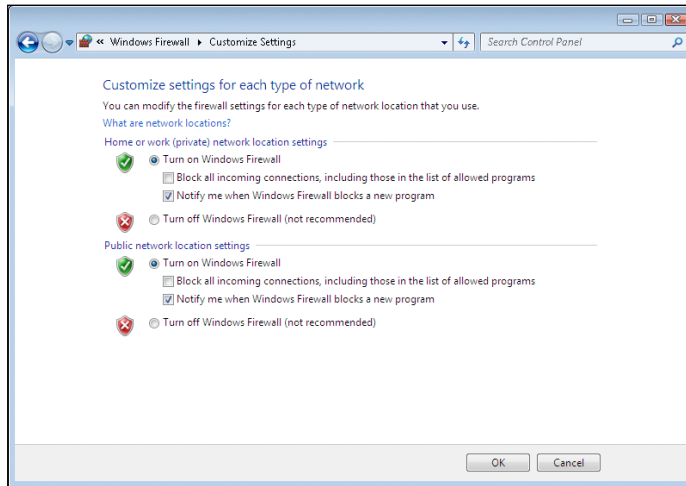 « Windows Firewall ▸ Customize Settings
Search Control Panel
Customize settings for each type of network
You can modify the firewall settings for each type of network location that you use.
What are network locations?
Home or work (private) network location settings
Turn on Windows Firewall
Block all incoming connections, including those in the list of allowed programs
Notify me when Windows Firewall blocks a new program
Turn off Windows Firewall (not recommended)
Public network location settings
Turn on Windows Firewall
Block all incoming connections, including those in the list of allowed programs
Notify me when Windows Firewall blocks a new program
Turn off Windows Firewall (not recommended)
OK Cancel